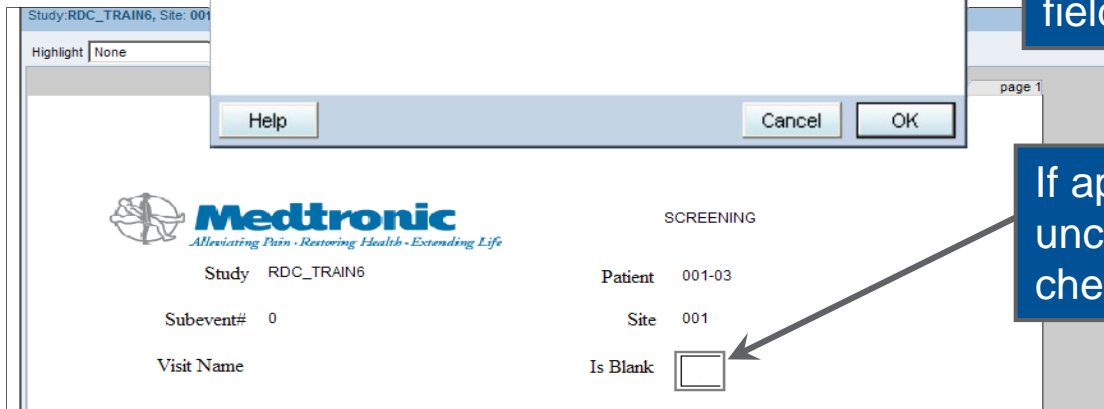 Study:RDC_TRAIN6, Site: 001
field
Highlight None
page 1
Help Cancel OK
If ap
unc
che
Medtronic
Alleviating Pain · Restoring Health · Extending Life
SCREENING
Study RDC_TRAIN6 Patient 001-03
Subevent# 0 Site 001
Visit Name Is Blank